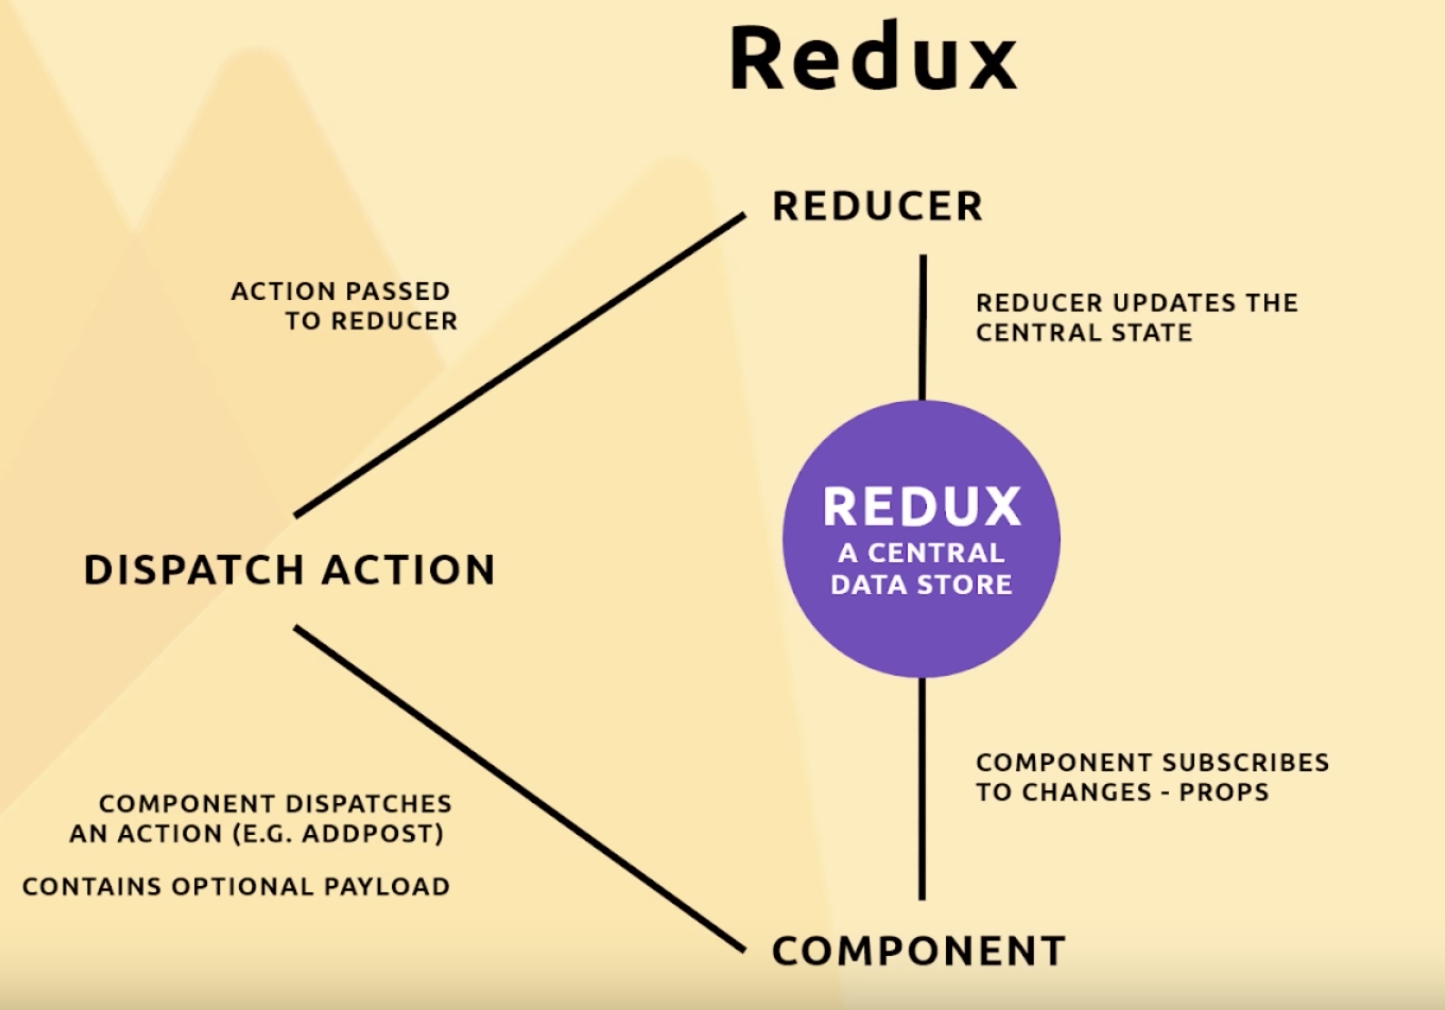 Redux
REDUCER
ACTION PASSED
TO REDUCER
REDUCER UPDATES THE
CENTRAL STATE
REDUX
A CENTRAL
DATA STORE
DISPATCH ACTION
COMPONENT SUBSCRIBES
TO CHANGES - PROPS
COMPONENT DISPATCHES
AN ACTION (E.G. ADDPOST)
CONTAINS OPTIONAL PAYLOAD
COMPONENT